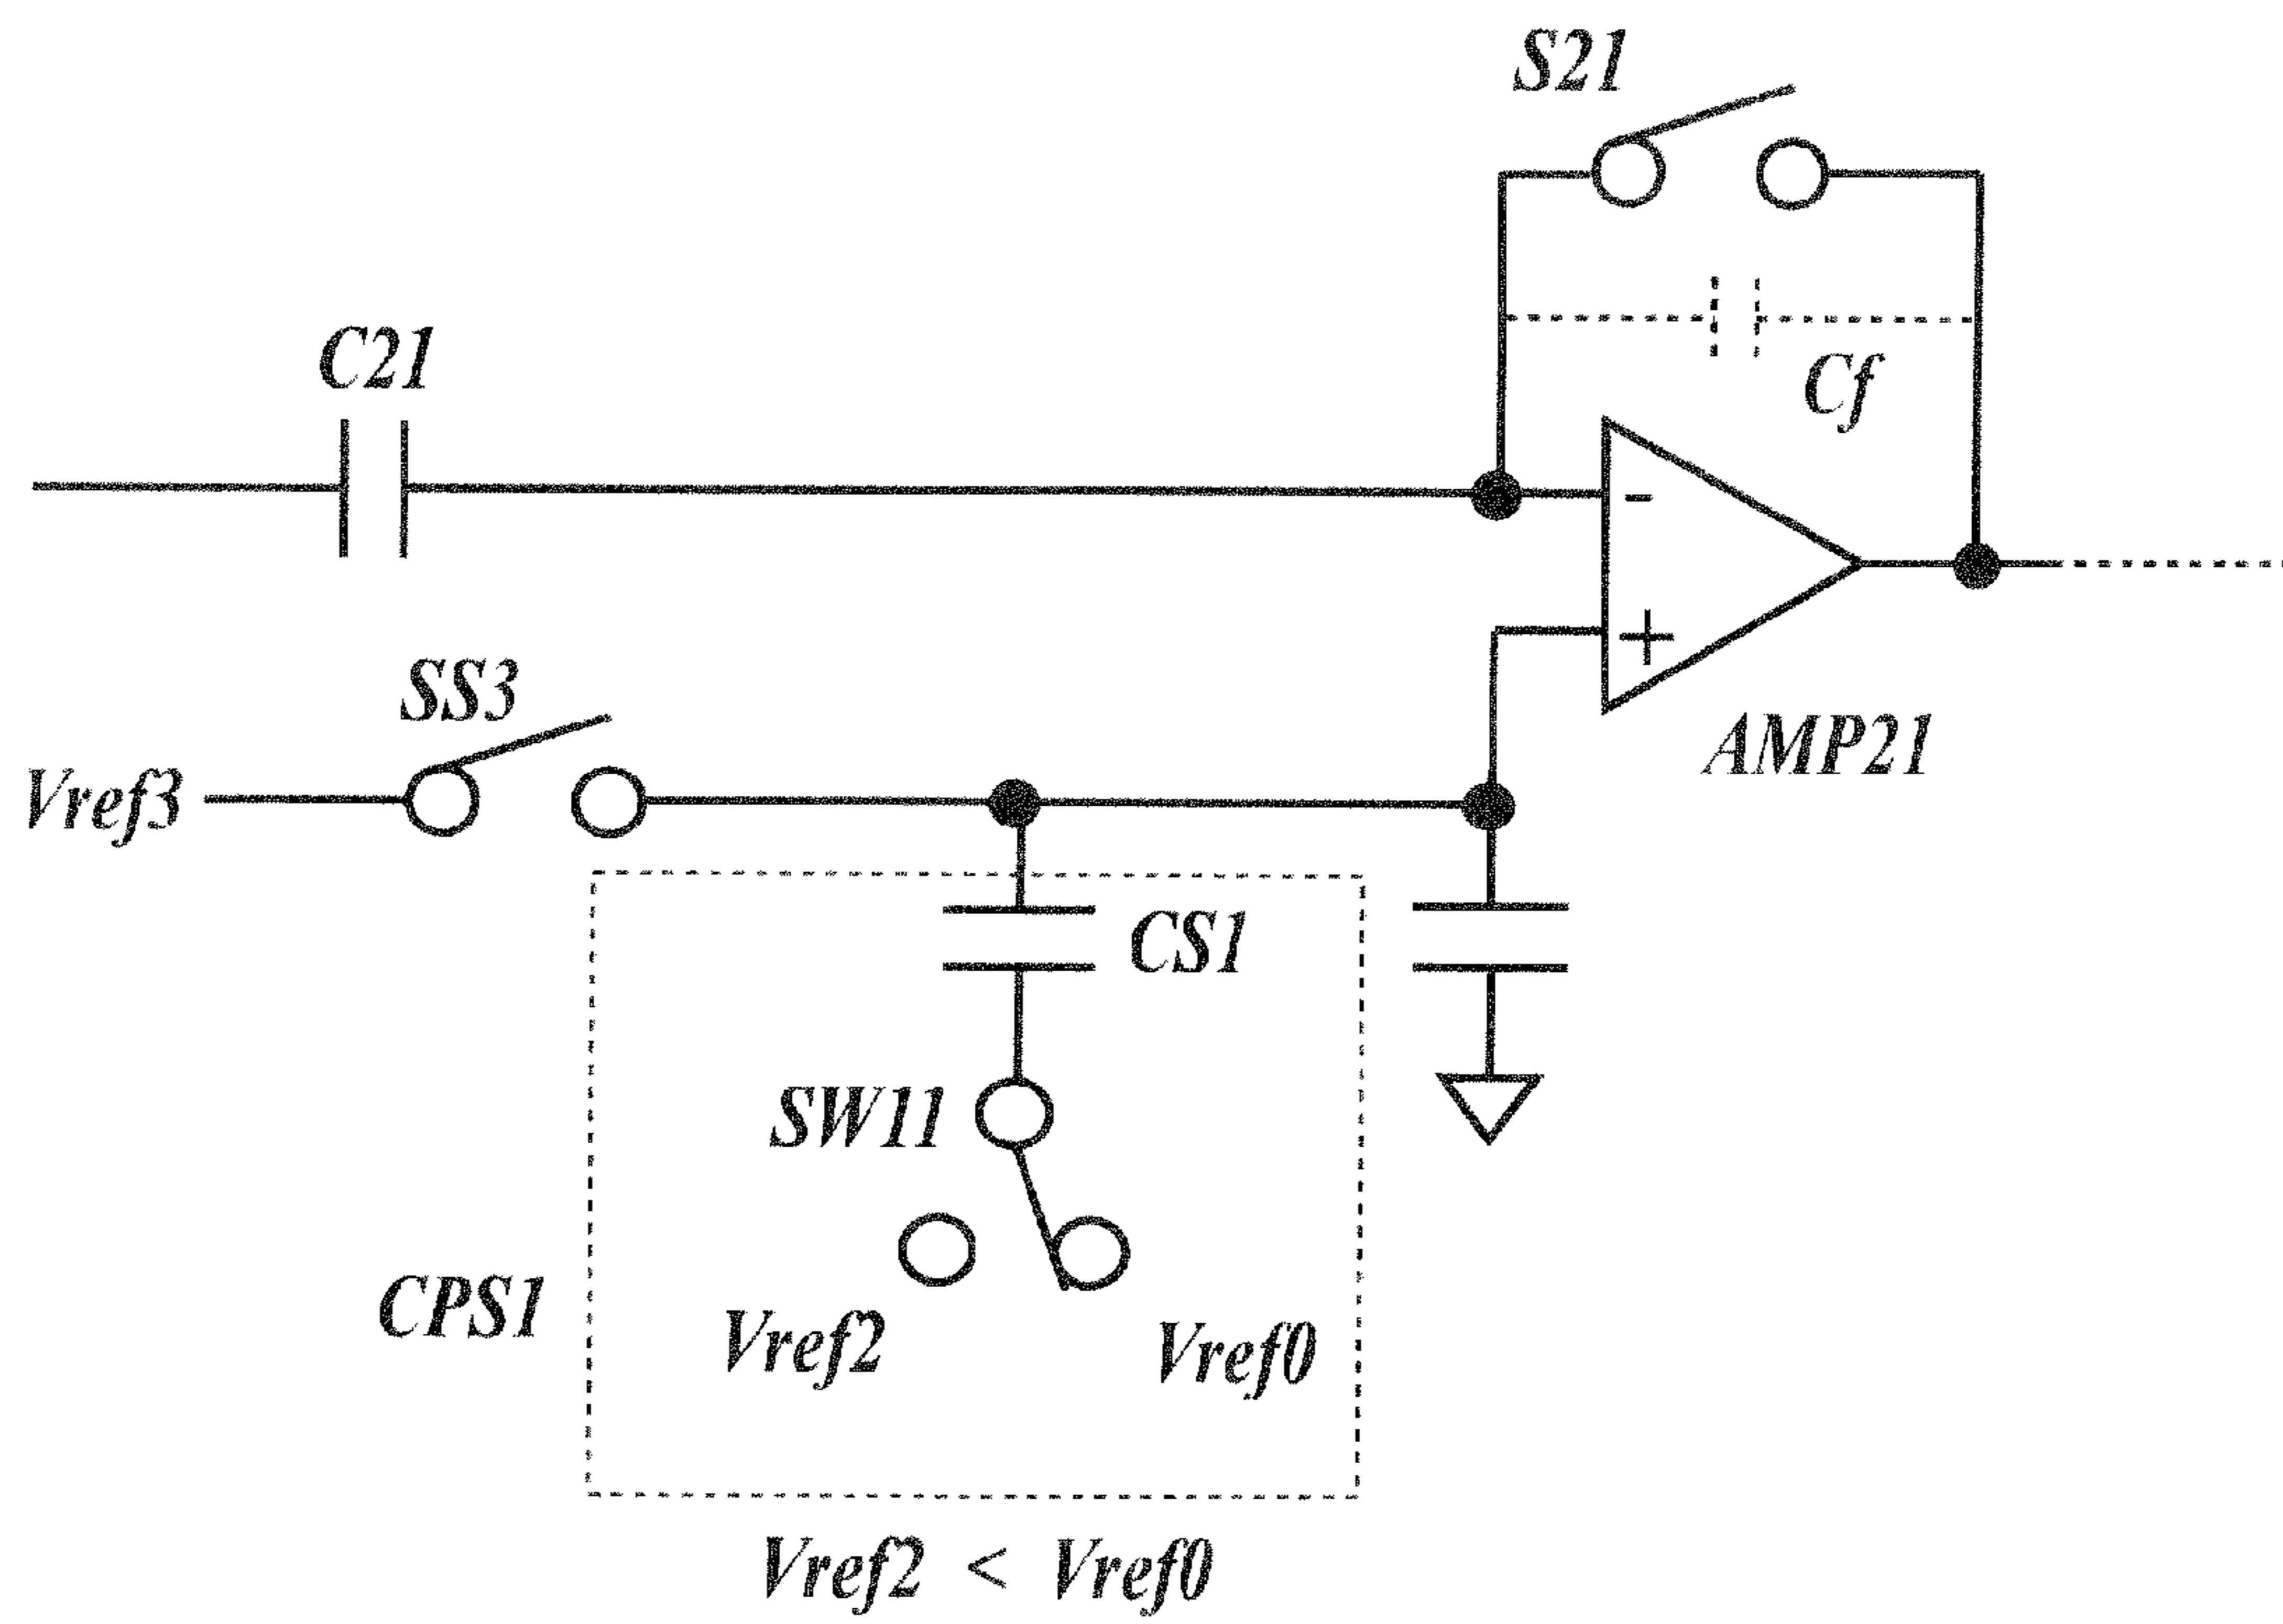 S21
C21
Cf
-
+
SS3
AMP21
Vref3
CS1
SW11
CPS1
Vref2
Vref0
Vref2 < Vref0